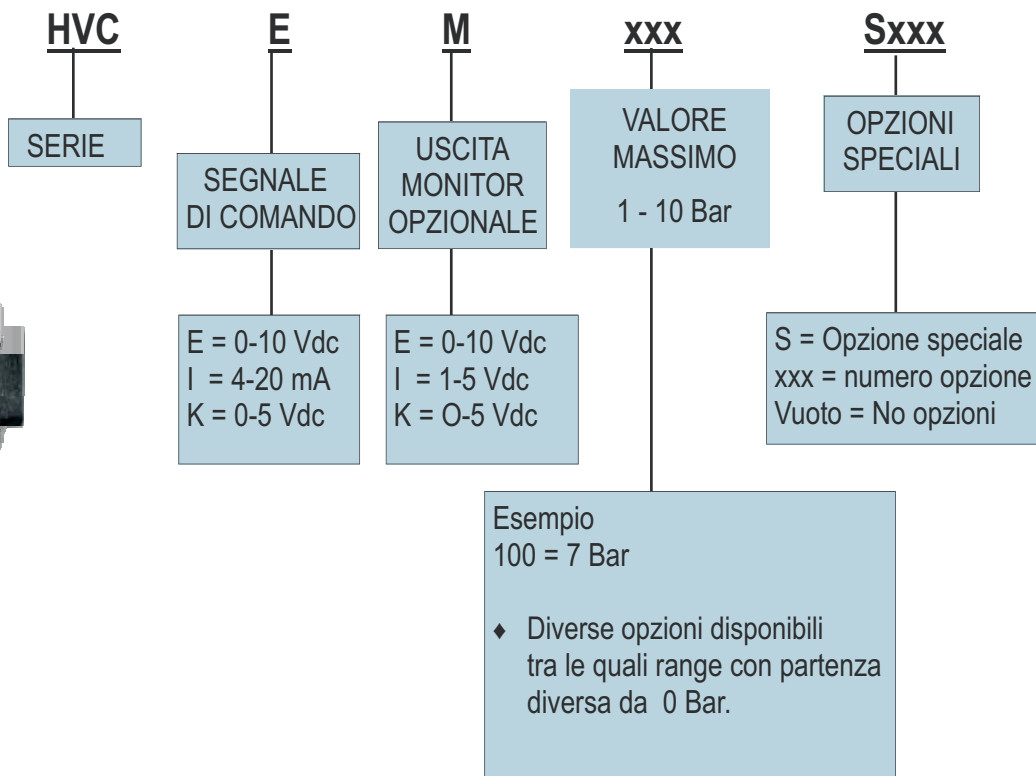 HVC E M xxx Sxxx
SERIE
SEGNALE
DI COMANDO
USCITA
MONITOR
OPZIONALE
VALORE
MASSIMO
1 - 10 Bar
OPZIONI
SPECIALI
E = 0-10 Vdc
I = 4-20 mA
K = 0-5 Vdc
E = 0-10 Vdc
I = 1-5 Vdc
K = O-5 Vdc
S = Opzione speciale
xxx = numero opzione
Vuoto = No opzioni
Esempio
100 = 7 Bar
♦ Diverse opzioni disponibili
tra le quali range con partenza
diversa da 0 Bar.